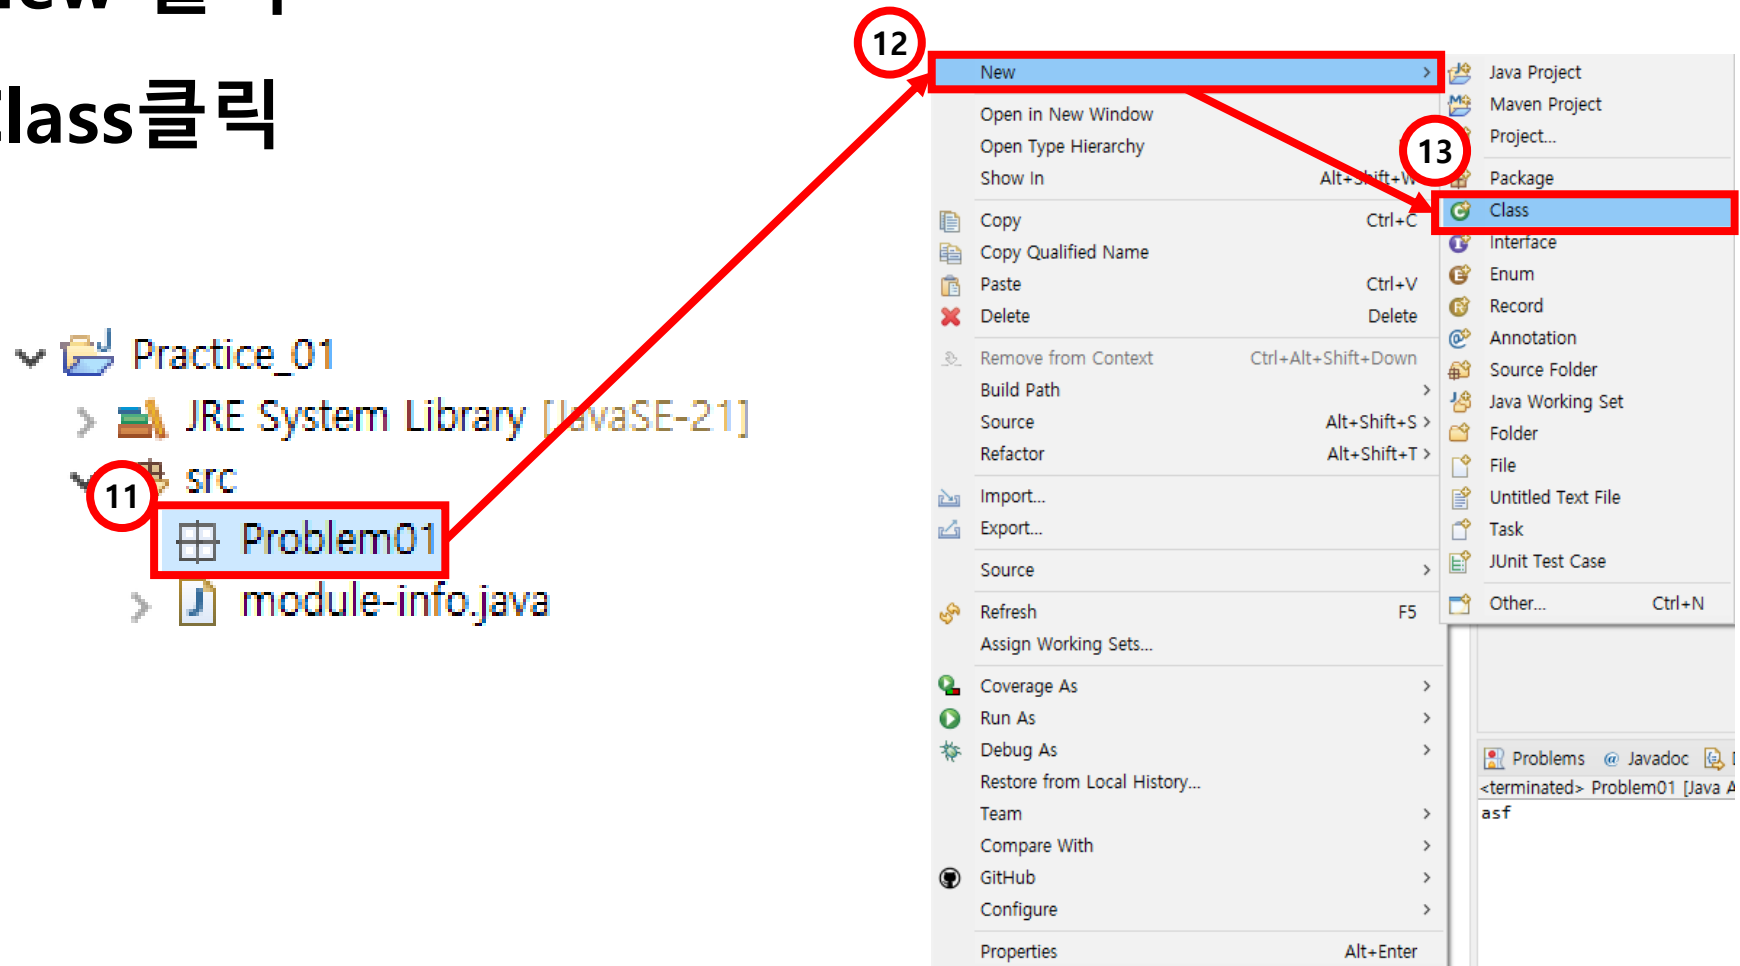 클릭
Class클릭
Practice_01
JRE System Library [JavaSE-21]
src
11
Problem01
module-info.java
12
New
Open in New Window
Open Type Hierarchy
Show In Alt+Shift+W
Copy Ctrl+C
Copy Qualified Name
Paste Ctrl+V
Delete Delete
Remove from Context Ctrl+Alt+Shift+Down
Build Path
Source Alt+Shift+S
Refactor Alt+Shift+T
Import...
Export...
Source
Refresh F5
Assign Working Sets...
Coverage As
Run As
Debug As
Restore from Local History...
Team
Compare With
GitHub
Configure
Properties Alt+Enter
Java Project
Maven Project
13
Project...
Package
Class
Interface
Enum
Record
Annotation
Source Folder
Java Working Set
Folder
File
Untitled Text File
Task
JUnit Test Case
Other... Ctrl+N
Problems @ Javadoc
<terminated> Problem01 [Java A
asf